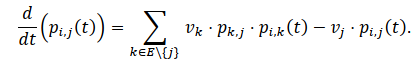 d/dt (p_{i,j}(t)) = ∑_{k∈E\{j}} v_k · p_{k,j} · p_{i,k}(t) − v_j · p_{i,j}(t).